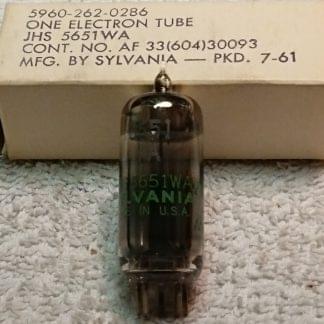 5960-262-0286
ONE ELECTRON TUBE
JHS 5651WA
CONT. NO. AF 33(604)30093
MFG. BY SYLVANIA — PKD. 7-61
5651WA
LVANIA
IN U.S.A.